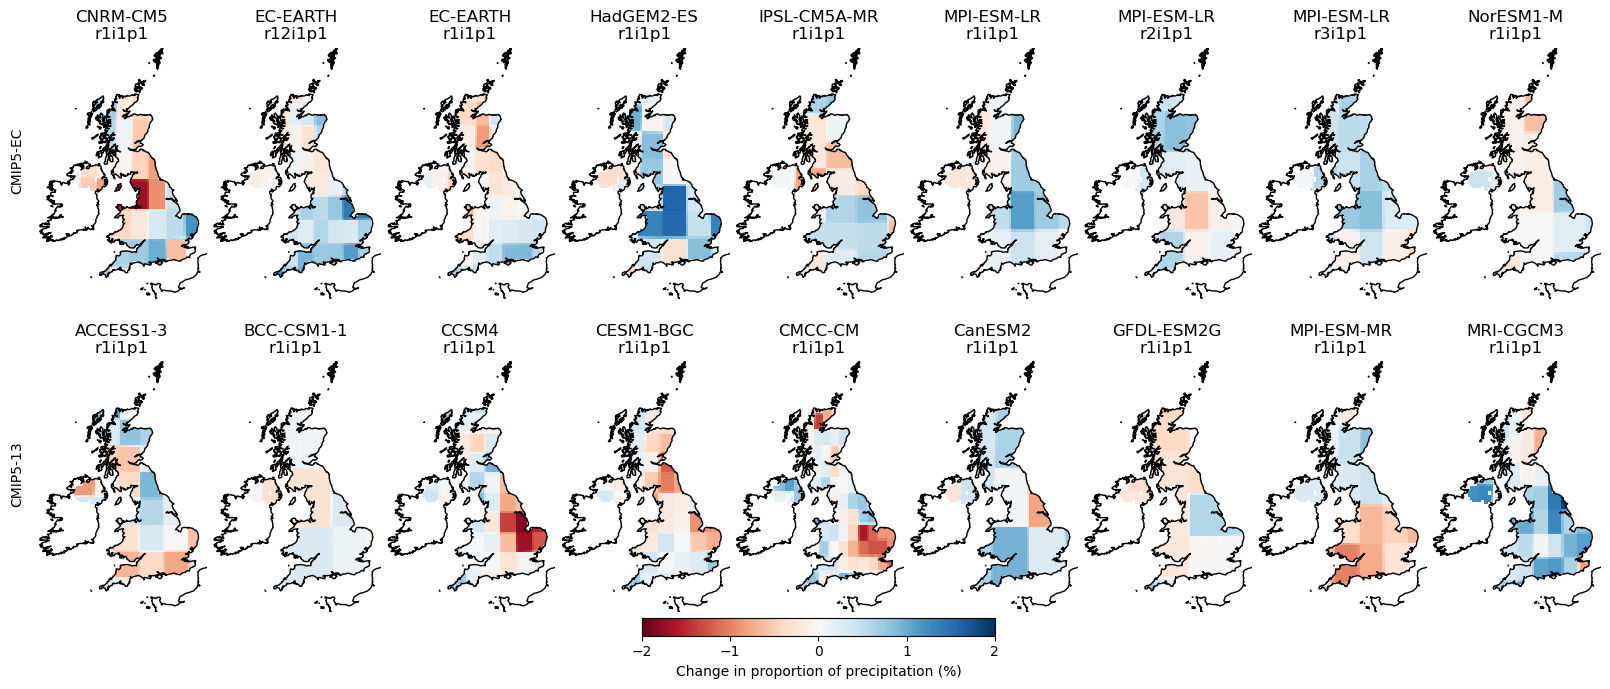 CNRM-CM5 EC-EARTH EC-EARTH HadGEM2-ES IPSL-CM5A-MR MPI-ESM-LR MPI-ESM-LR MPI-ESM-LR NorESM1-M
r1i1p1 r12i1p1 r1i1p1 r1i1p1 r1i1p1 r1i1p1 r2i1p1 r3i1p1 r1i1p1
CMIP5-EC
ACCESS1-3 BCC-CSM1-1 CCSM4 CESM1-BGC CMCC-CM CanESM2 GFDL-ESM2G MPI-ESM-MR MRI-CGCM3
r1i1p1 r1i1p1 r1i1p1 r1i1p1 r1i1p1 r1i1p1 r1i1p1 r1i1p1 r1i1p1
CMIP5-13
−2 −1 0 1 2
Change in proportion of precipitation (%)